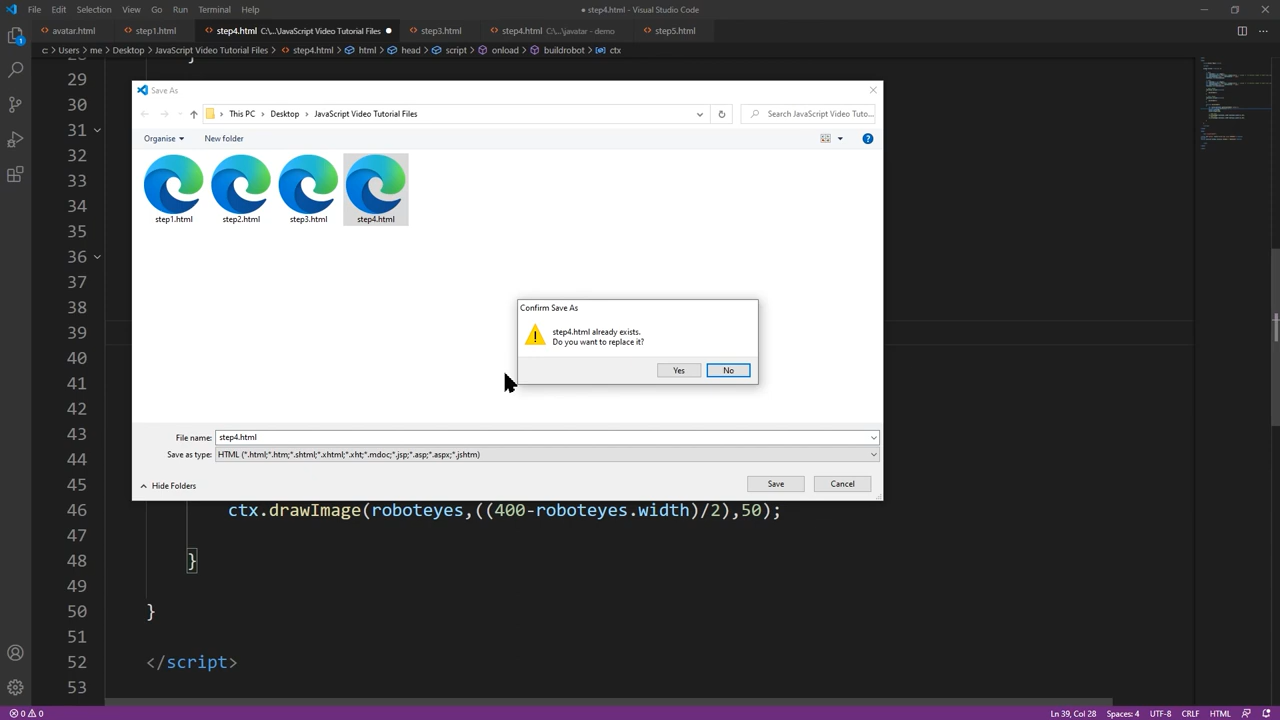 File Edit Selection View Go Run Terminal Help
● step4.html - Visual Studio Code
avatar.html step1.html step4.html C:\...\JavaScript Video Tutorial Files ● step3.html step4.html C:\...\javatar - demo step5.html
c: > Users > me > Desktop > JavaScript Video Tutorial Files > step4.html > html > head > script > onload > buildrobot > ctx
29
30
31
32
33
34
35
36
37
38
39
40
41
42
43
44
45
46 ctx.drawImage(roboteyes,((400-roboteyes.width)/2),50);
47
48 }
49
50 }
51
52 </script>
53
Save As
This PC > Desktop > JavaScript Video Tutorial Files
Search JavaScript Video Tuto...
Organise New folder
step1.html step2.html step3.html step4.html
Confirm Save As
step4.html already exists.
Do you want to replace it?
Yes No
File name: step4.html
Save as type: HTML (*.html;*.htm;*.shtml;*.xhtml;*.xht;*.mdoc;*.jsp;*.asp;*.aspx;*.jshtm)
Hide Folders Save Cancel
0 0 Ln 39, Col 28 Spaces: 4 UTF-8 CRLF HTML